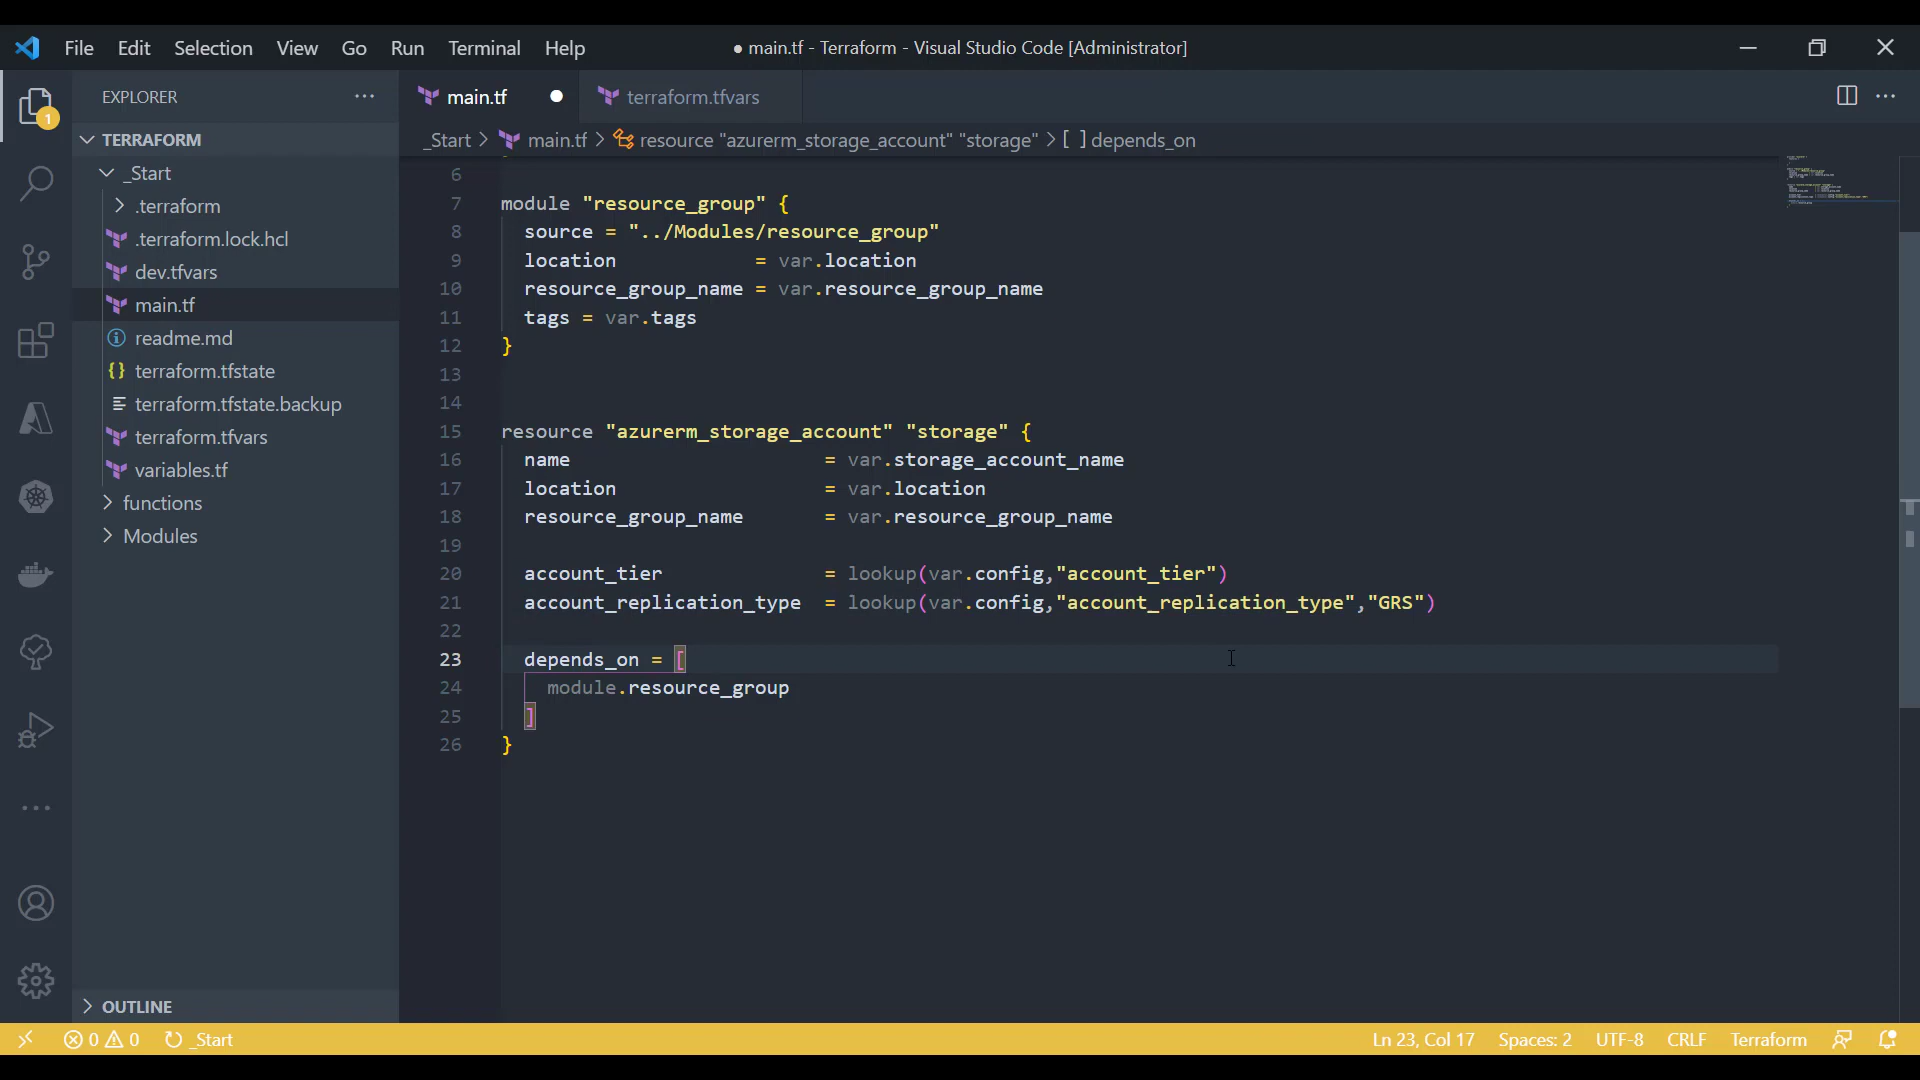 File Edit Selection View Go Run Terminal Help
● main.tf - Terraform - Visual Studio Code [Administrator]
1
EXPLORER ···
TERRAFORM
_Start
.terraform
.terraform.lock.hcl
dev.tfvars
main.tf
readme.md
terraform.tfstate
terraform.tfstate.backup
terraform.tfvars
variables.tf
functions
Modules
OUTLINE
main.tf ● terraform.tfvars
_Start > main.tf > resource "azurerm_storage_account" "storage" > [ ] depends_on
6
7 module "resource_group" {
8 source = "../Modules/resource_group"
9 location = var.location
10 resource_group_name = var.resource_group_name
11 tags = var.tags
12 }
13
14
15 resource "azurerm_storage_account" "storage" {
16 name = var.storage_account_name
17 location = var.location
18 resource_group_name = var.resource_group_name
19
20 account_tier = lookup(var.config,"account_tier")
21 account_replication_type = lookup(var.config,"account_replication_type","GRS")
22
23 depends_on = [
24 module.resource_group
25 ]
26 }
0 0 _Start Ln 23, Col 17 Spaces: 2 UTF-8 CRLF Terraform